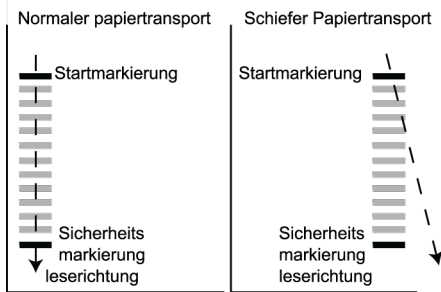 Normaler papiertransport
Startmarkierung
Sicherheits
markierung
leserichtung
Schiefer Papiertransport
Startmarkierung
Sicherheits
markierung
leserichtung